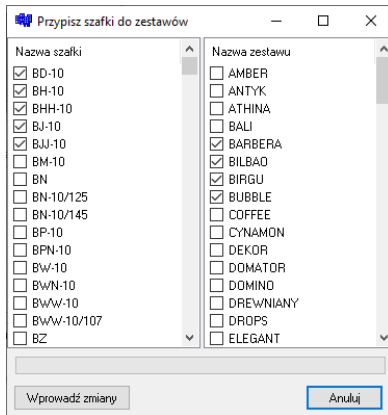 Przypisz szafki do zestawów
Nazwa szafki
BD-10
BH-10
BHH-10
BJ-10
BJJ-10
BM-10
BN
BN-10/125
BN-10/145
BP-10
BPN-10
BW-10
BWN-10
BWW-10
BWW-10/107
BZ
Nazwa zestawu
AMBER
ANTYK
ATHINA
BALI
BARBERA
BILBAO
BIRGU
BUBBLE
COFFEE
CYNAMON
DEKOR
DOMATOR
DOMINO
DREWNIANY
DROPS
ELEGANT
Wprowadź zmiany
Anuluj